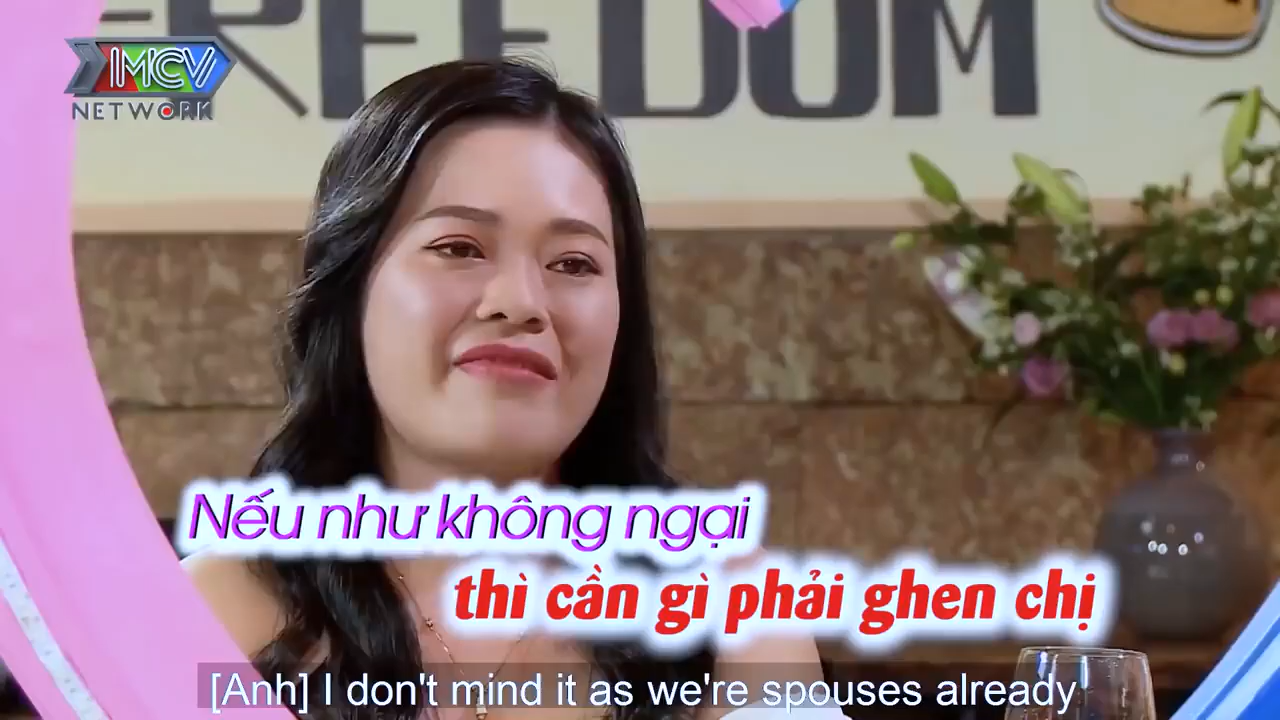 FREEDOM
MCV
NETWORK
Nếu như không ngại
thì cần gì phải ghen chị
[Anh] I don't mind it as we're spouses already